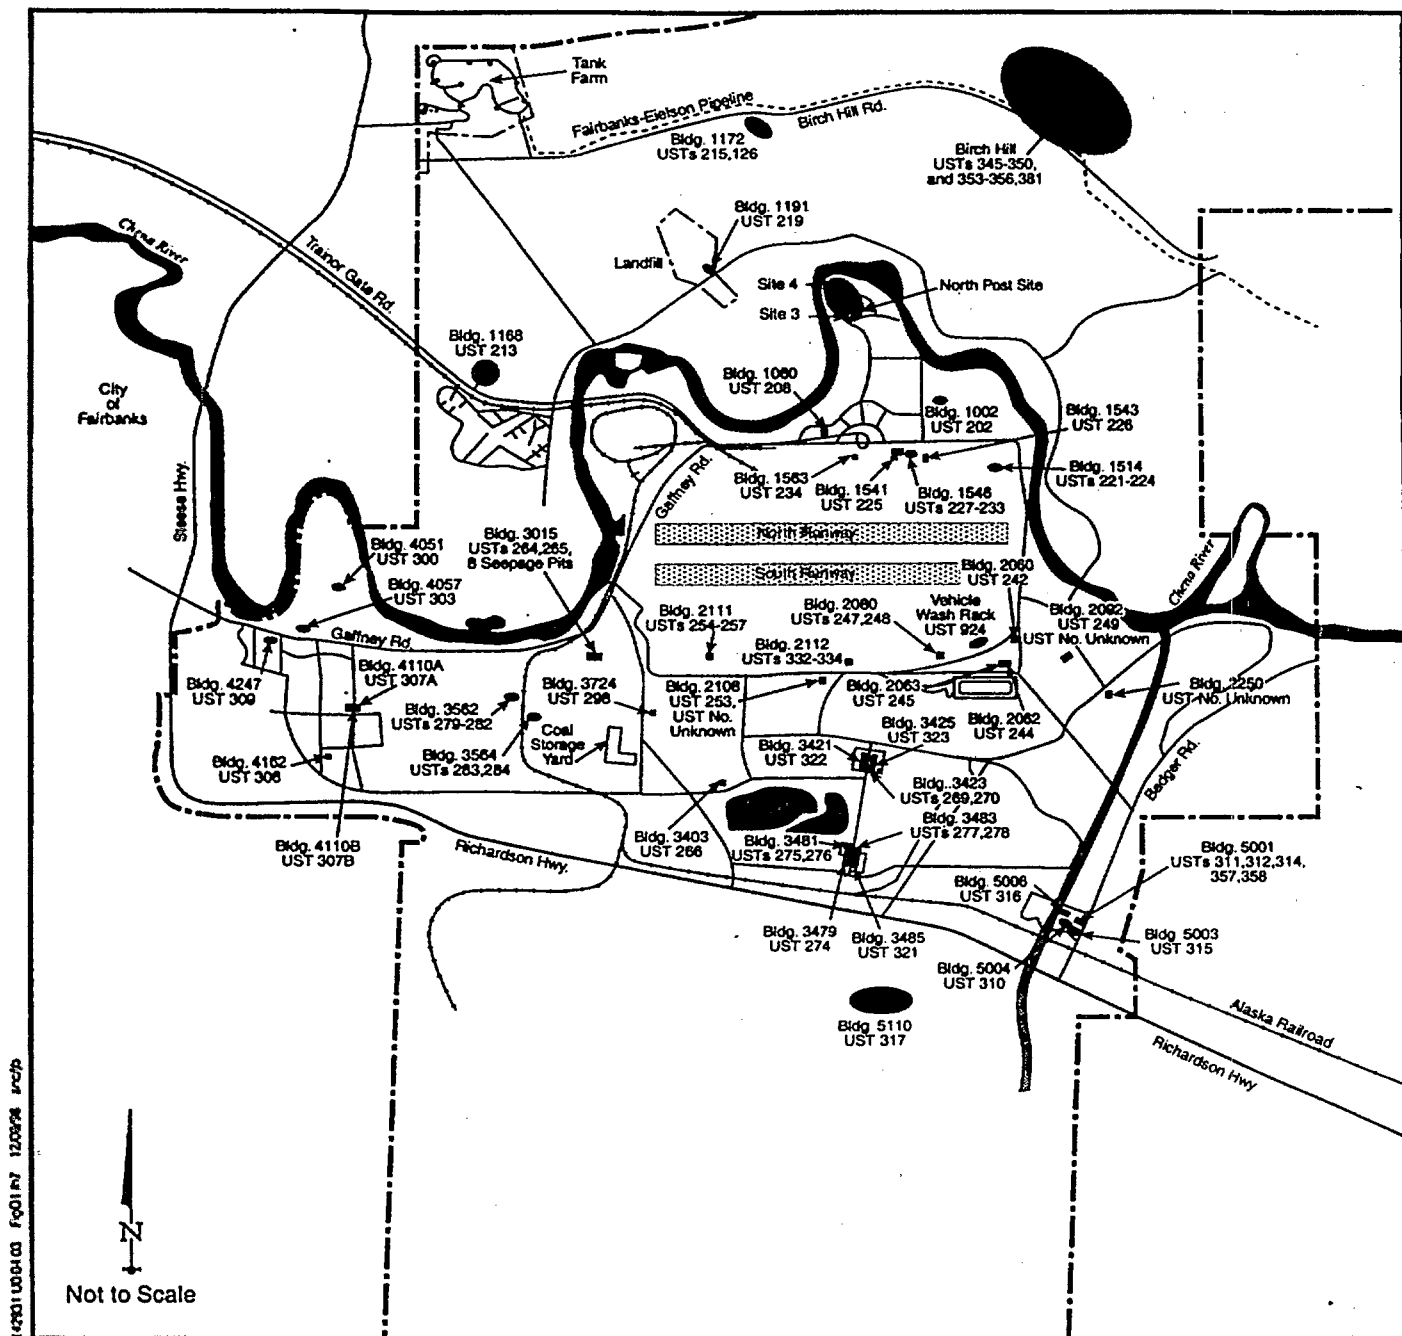 Tank
Farm
Fairbanks-Eielson Pipeline
Birch Hill Rd.
Bldg. 1172
USTs 215,126
Birch Hill
USTs 345-350,
and 353-356,381
Chena River
Trainor Gate Rd.
Bldg. 1191
UST 219
Landfill
Site 4
North Post Site
Site 3
Bldg. 1168
UST 213
City
of
Fairbanks
Bldg. 1060
UST 208
Bldg. 1002
UST 202
Bldg. 1543
UST 226
Steese Hwy.
Gaffney Rd.
Bldg. 1563
UST 234
Bldg. 1541
UST 225
Bldg. 1546
USTs 227-233
Bldg. 1514
USTs 221-224
Bldg. 3015
USTs 264,265,
8 Seepage Pits
North Runway
South Runway
Bldg. 4051
UST 300
Bldg. 4057
UST 303
Bldg. 2060
UST 242
Chena River
Gaffney Rd.
Bldg. 2111
USTs 254-257
Bldg. 2080
USTs 247,248
Vehicle
Wash Rack
UST 924
Bldg. 2092
UST 249
UST No. Unknown
Bldg. 2112
USTs 332-334
Bldg. 4110A
UST 307A
Bldg. 4247
UST 309
Bldg. 3562
USTs 279-282
Bldg. 3724
UST 298
Bldg. 2106
UST 253,
UST No.
Unknown
Bldg. 2063
UST 245
Bldg. 2250
UST No. Unknown
Bldg. 2062
UST 244
Bldg. 3425
UST 323
Bldg. 3421
UST 322
Coal
Storage
Yard
Bldg. 3564
USTs 283,284
Bldg. 4162
UST 308
Badger Rd.
Bldg. 3423
USTs 269,270
Bldg. 3483
USTs 277,278
Bldg. 4110B
UST 307B
Richardson Hwy.
Bldg. 3403
UST 266
Bldg. 3481
USTs 275,276
Bldg. 5001
USTs 311,312,314,
357,358
Bldg. 5006
UST 316
Bldg. 3479
UST 274
Bldg. 3485
UST 321
Bldg. 5003
UST 315
Bldg. 5004
UST 310
Bldg 5110
UST 317
Alaska Railroad
Richardson Hwy
N
Not to Scale